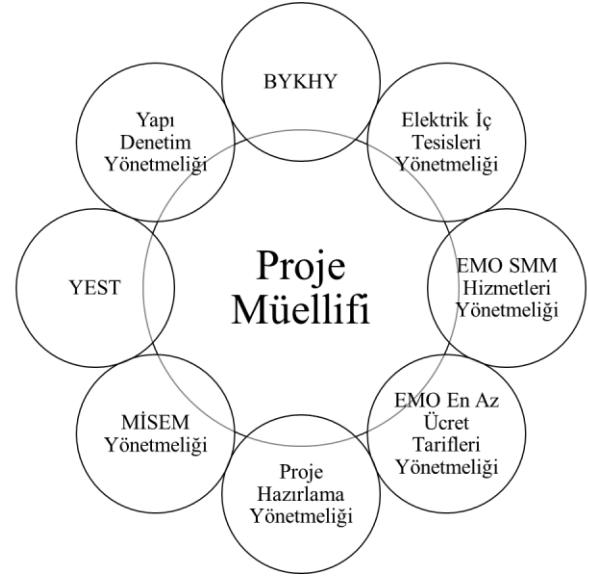 BYKHY
Elektrik İç
Tesisleri
Yönetmeliği
EMO SMM
Hizmetleri
Yönetmeliği
EMO En Az
Ücret
Tarifleri
Yönetmeliği
Proje
Hazırlama
Yönetmeliği
MİSEM
Yönetmeliği
YEST
Yapı
Denetim
Yönetmeliği
Proje
Müellifi